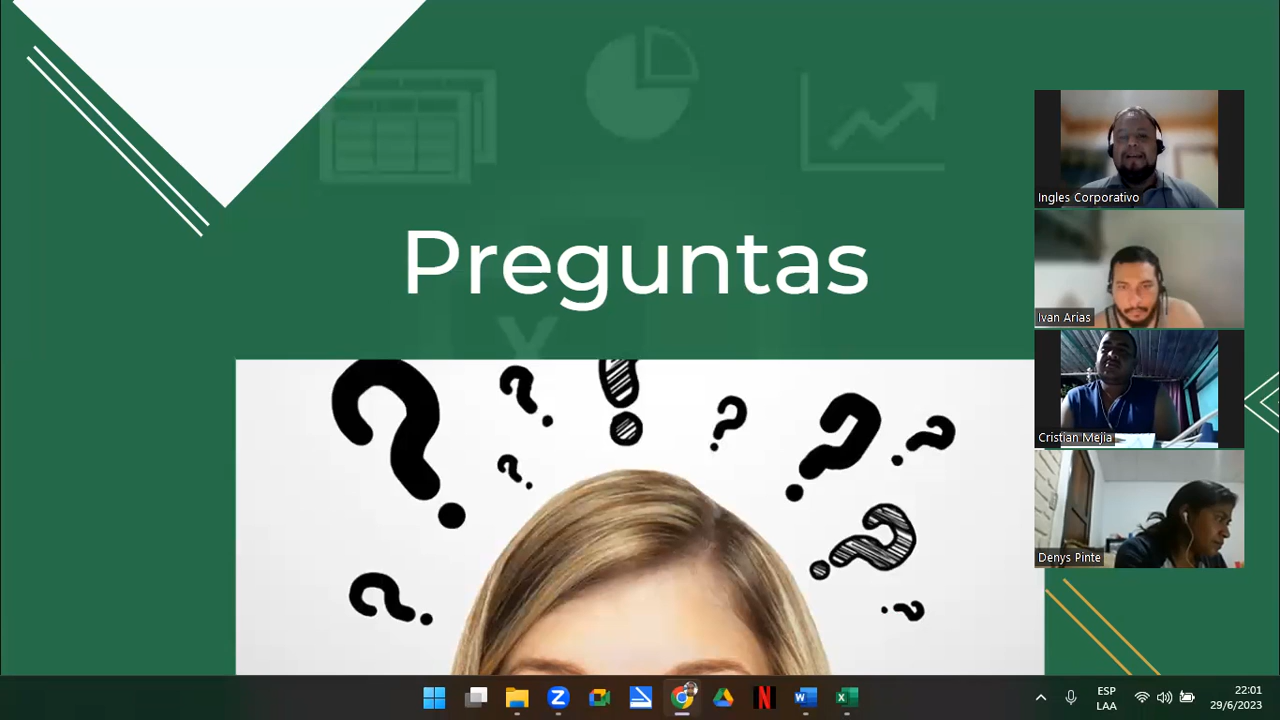 Preguntas
Ingles Corporativo
Ivan Arias
Cristian Mejia
Denys Pinte
ESP
LAA
22:01
29/6/2023